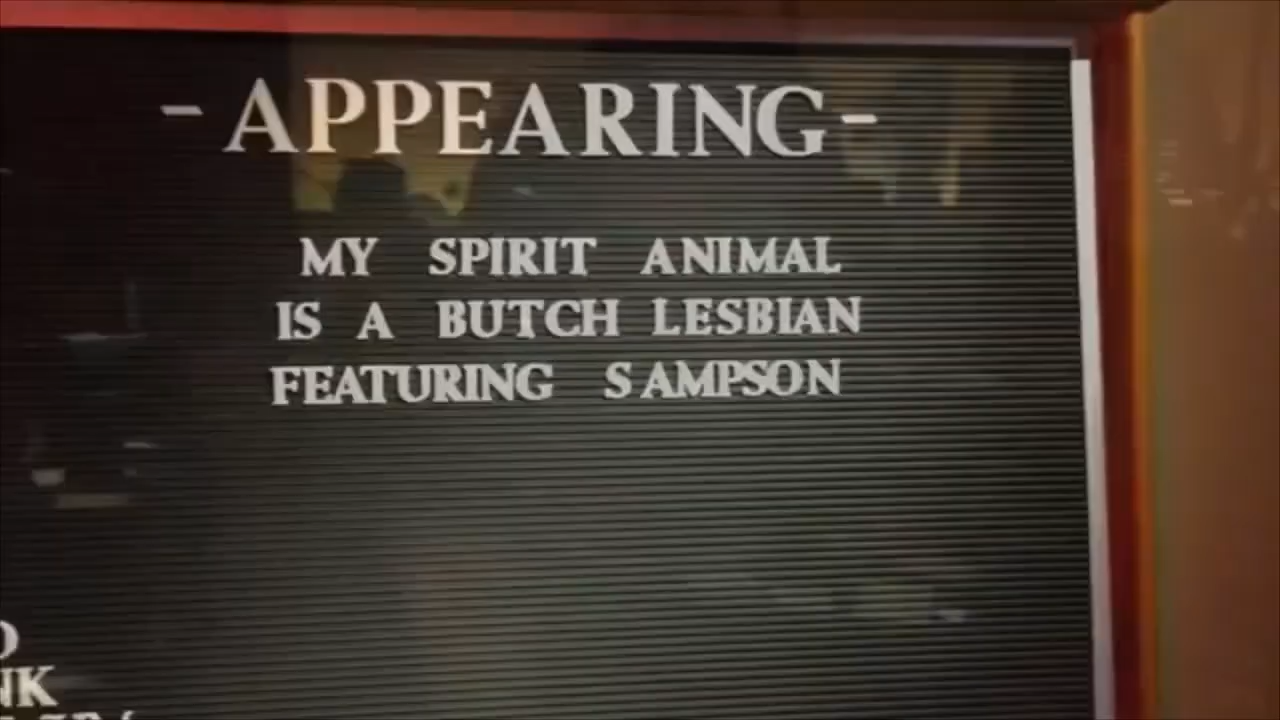 -APPEARING-
MY SPIRIT ANIMAL
IS A BUTCH LESBIAN
FEATURING SAMPSON